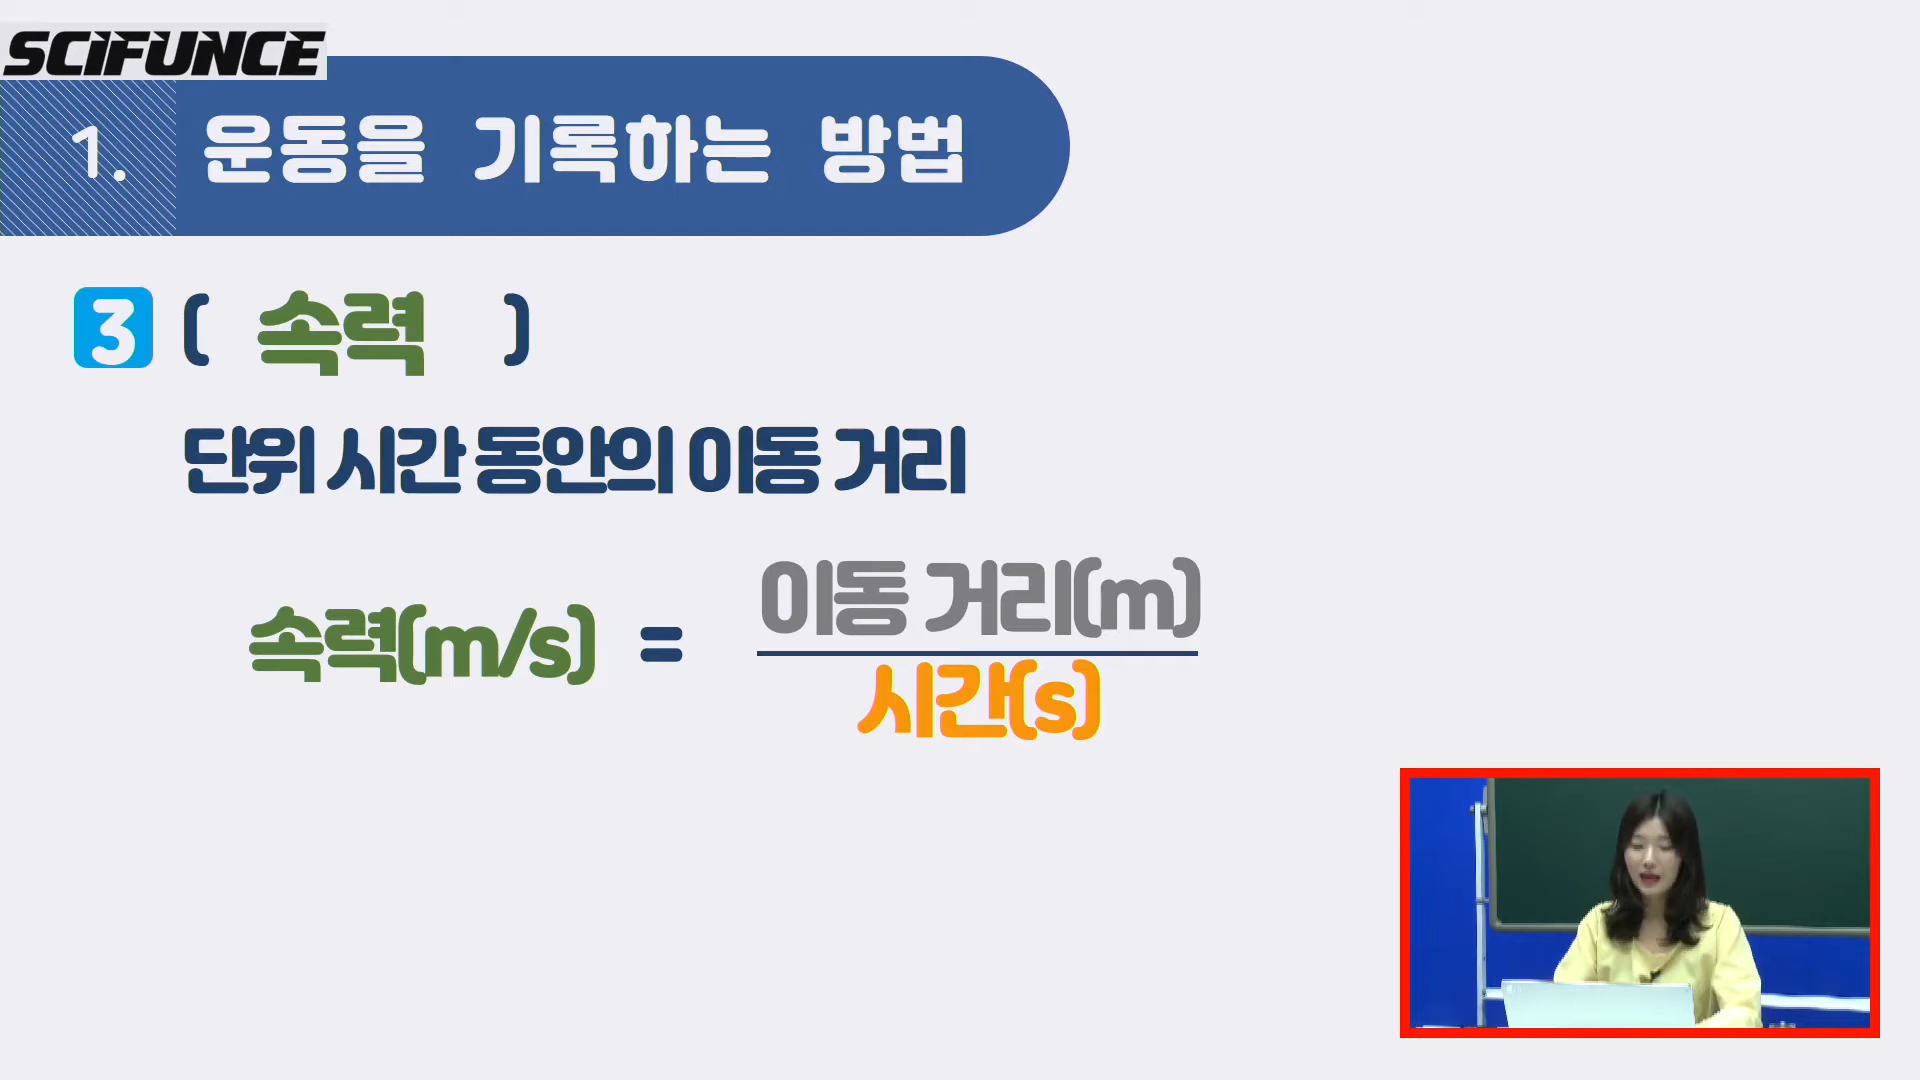 SCIFUNCE
1. 운동을 기록하는 방법
3 ( 속력 )
단위 시간 동안의 이동 거리
속력(m/s) = 이동 거리(m)
시간(s)